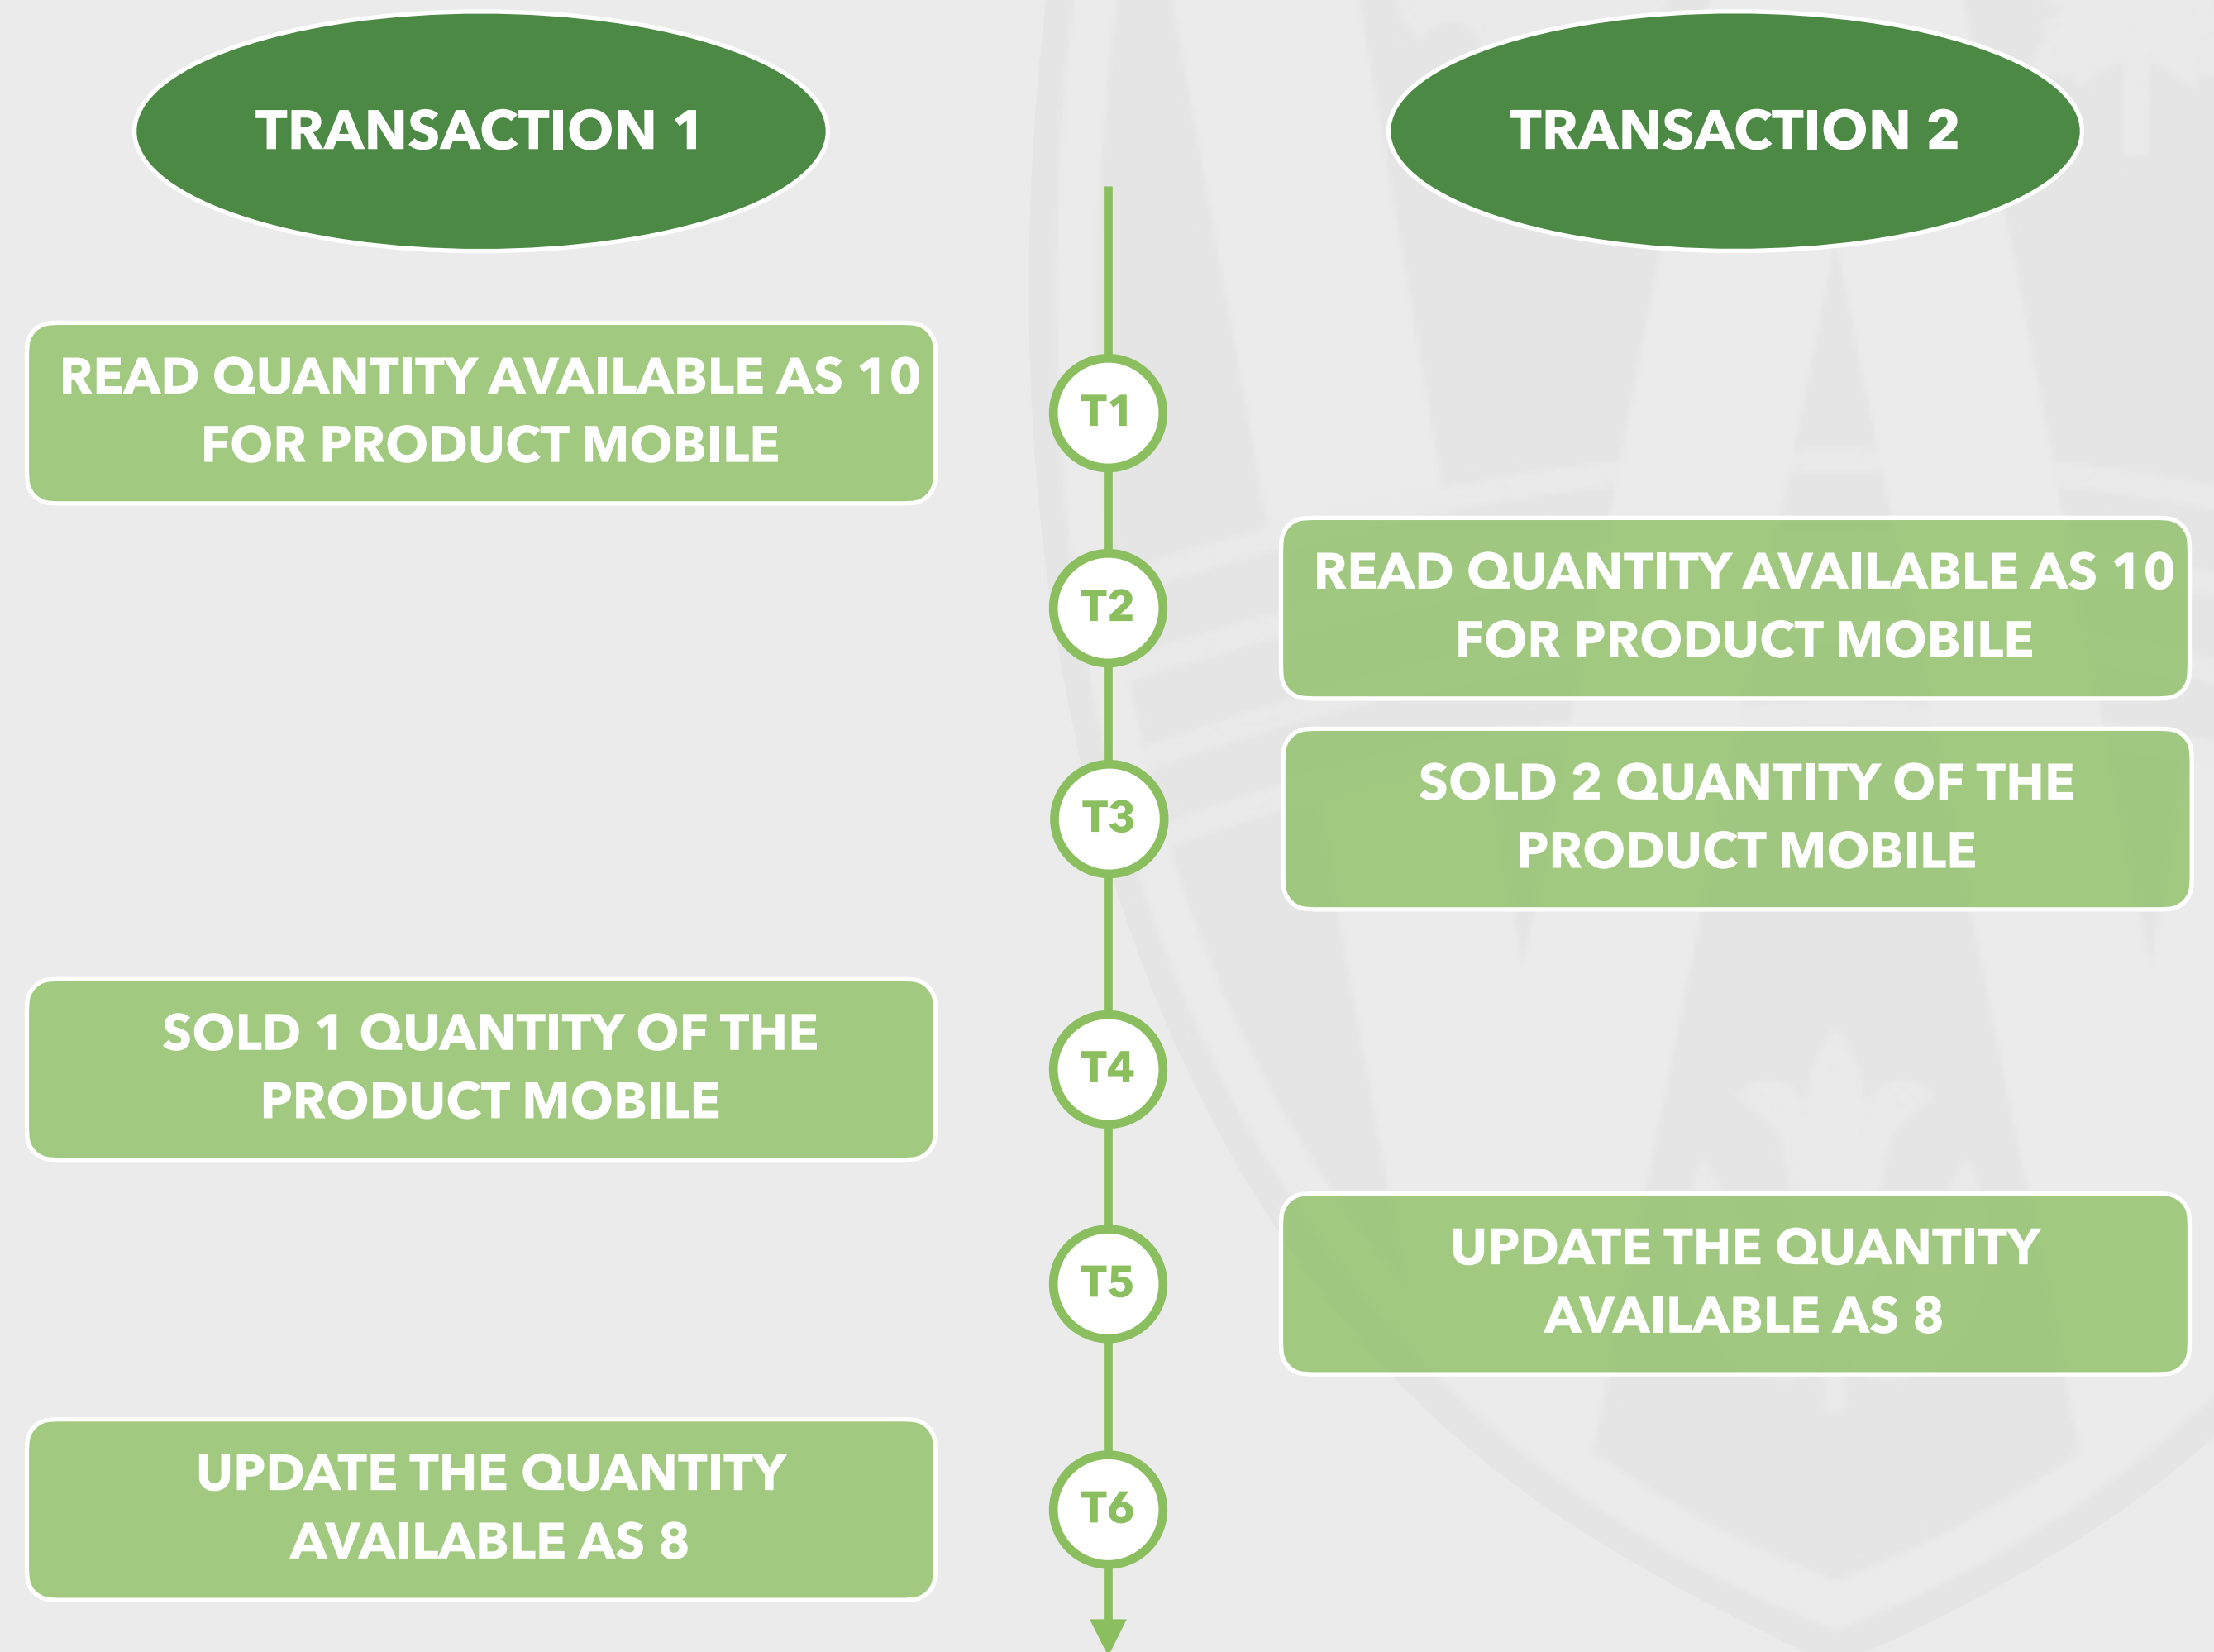 TRANSACTION 1
TRANSACTION 2
READ QUANTITY AVAILABLE AS 10
FOR PRODUCT MOBILE
T1
T2
READ QUANTITY AVAILABLE AS 10
FOR PRODUCT MOBILE
T3
SOLD 2 QUANTITY OF THE
PRODUCT MOBILE
SOLD 1 QUANTITY OF THE
PRODUCT MOBILE
T4
T5
UPDATE THE QUANTITY
AVAILABLE AS 8
UPDATE THE QUANTITY
AVAILABLE AS 8
T6